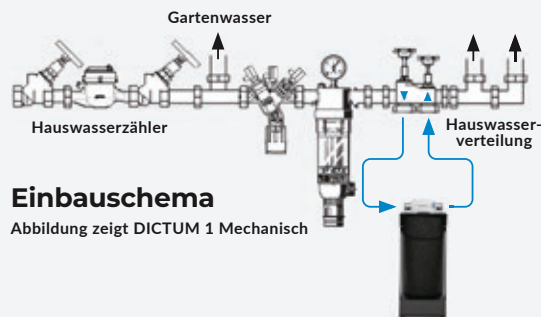 Gartenwasser
Hauswasserzähler
Hauswasser-
verteilung
Einbauschema
Abbildung zeigt DICTUM 1 Mechanisch